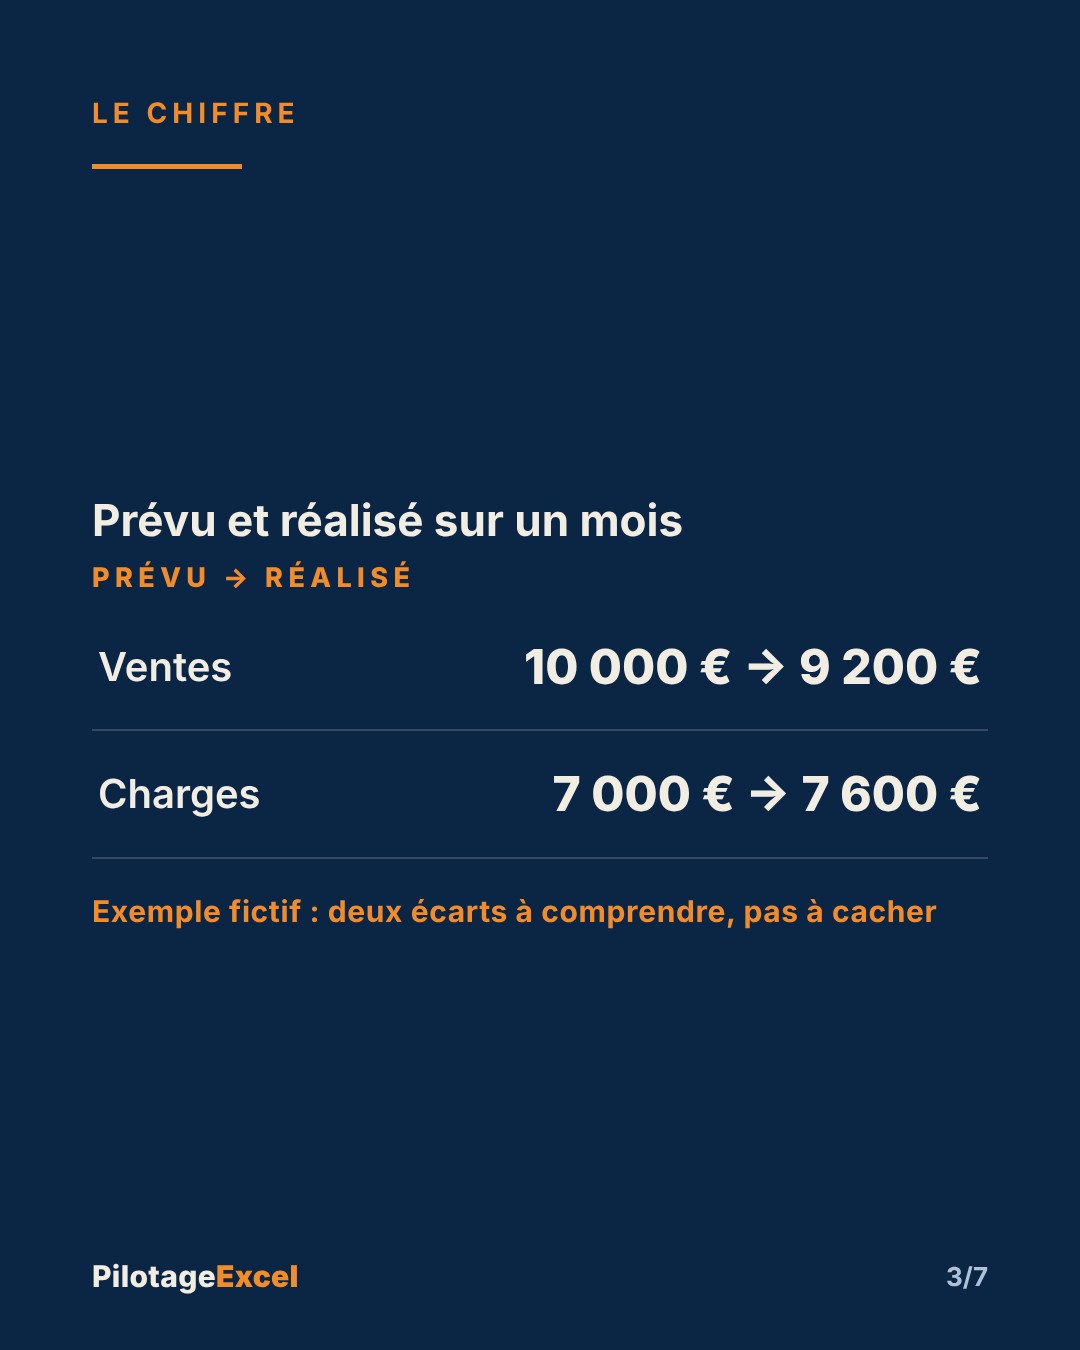 LE CHIFFRE
Prévu et réalisé sur un mois
PRÉVU → RÉALISÉ
Ventes 10 000 € → 9 200 €
Charges 7 000 € → 7 600 €
Exemple fictif : deux écarts à comprendre, pas à cacher
PilotageExcel 3/7